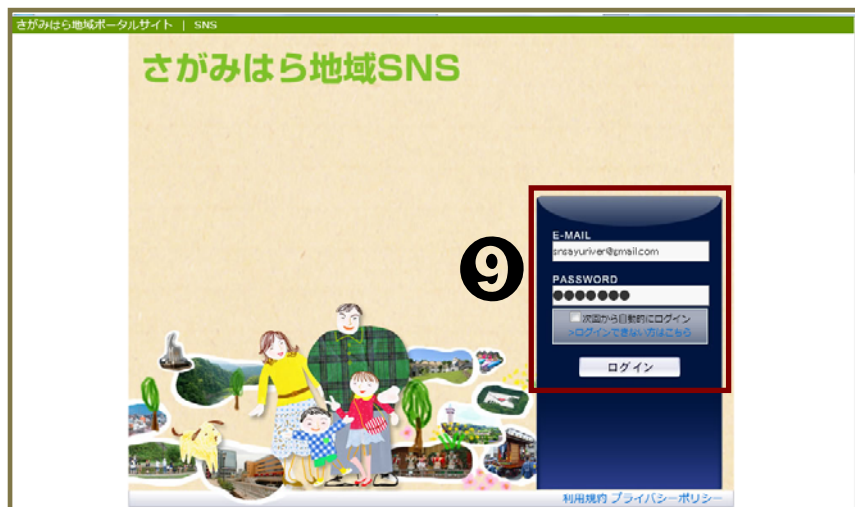 さがみはら地域ポータルサイト | SNS
さがみはら地域SNS
9
E-MAIL
snsayuriver@gmail.com
PASSWORD
●●●●●●●
次回から自動的にログイン
>ログインできない方はこちら
ログイン
利用規約 プライバシーポリシー